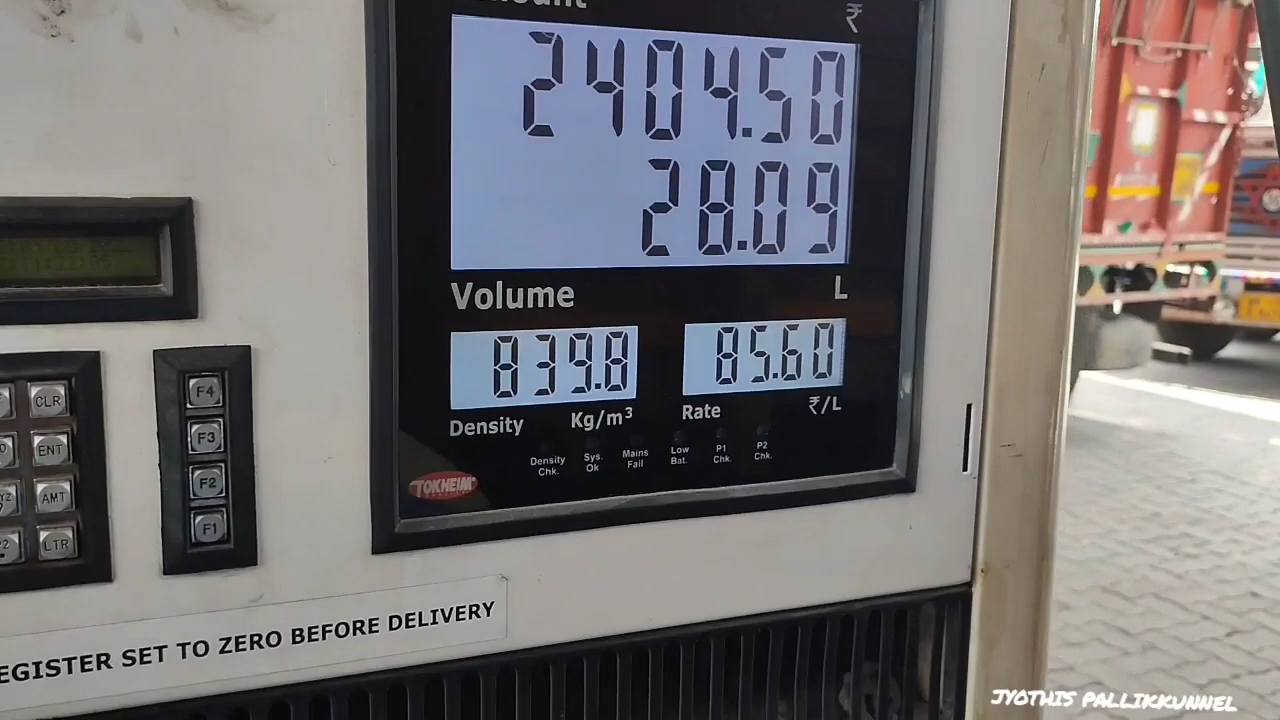 ₹
2404.50
28.09
Volume L
839.8 85.60
Density Kg/m³ Rate ₹/L
Density Chk. Sys. Ok Mains Fail Low Bat. P1 Chk. P2 Chk.
TOKHEIM
CLR
ENT
AMT
LTR
F4
F3
F2
F1
SET TO ZERO BEFORE DELIVERY
JYOTHIS PALLIKKUNNEL